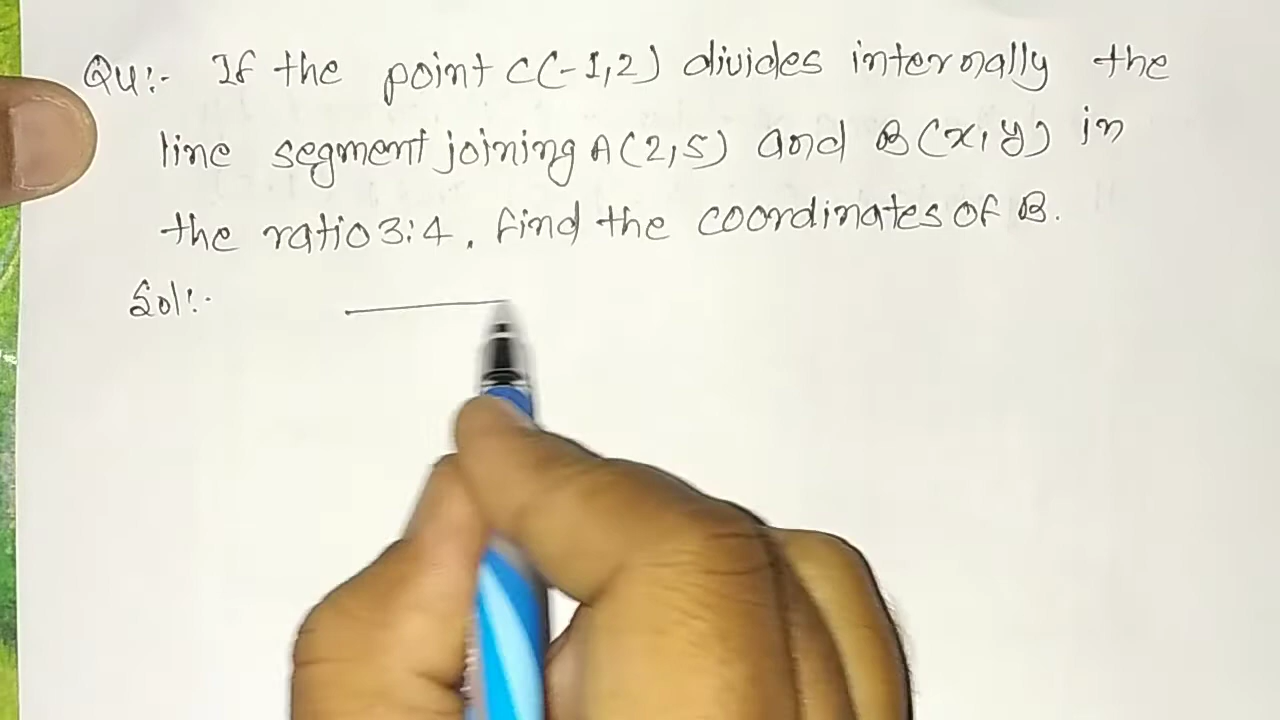 Qu:- If the point C(-1,2) divides internally the
line segment joining A(2,5) and B(x,y) in
the ratio 3:4. find the coordinates of B.
Sol:-